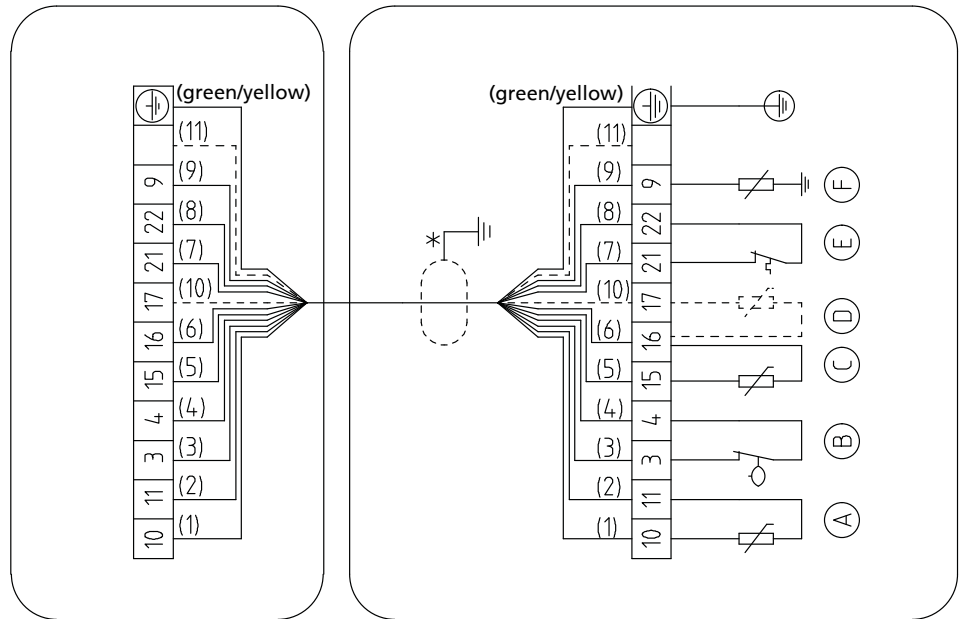 (green/yellow)
(11)
9 (9)
22 (8)
21 (7)
17 (10)
16 (6)
15 (5)
4 (4)
3 (3)
11 (2)
10 (1)
*
(green/yellow)
(11)
(9) 9 F
(8) 22
(7) 21 E
(10) 17
(6) 16 D
(5) 15 C
(4) 4
(3) 3 B
(2) 11
(1) 10 A